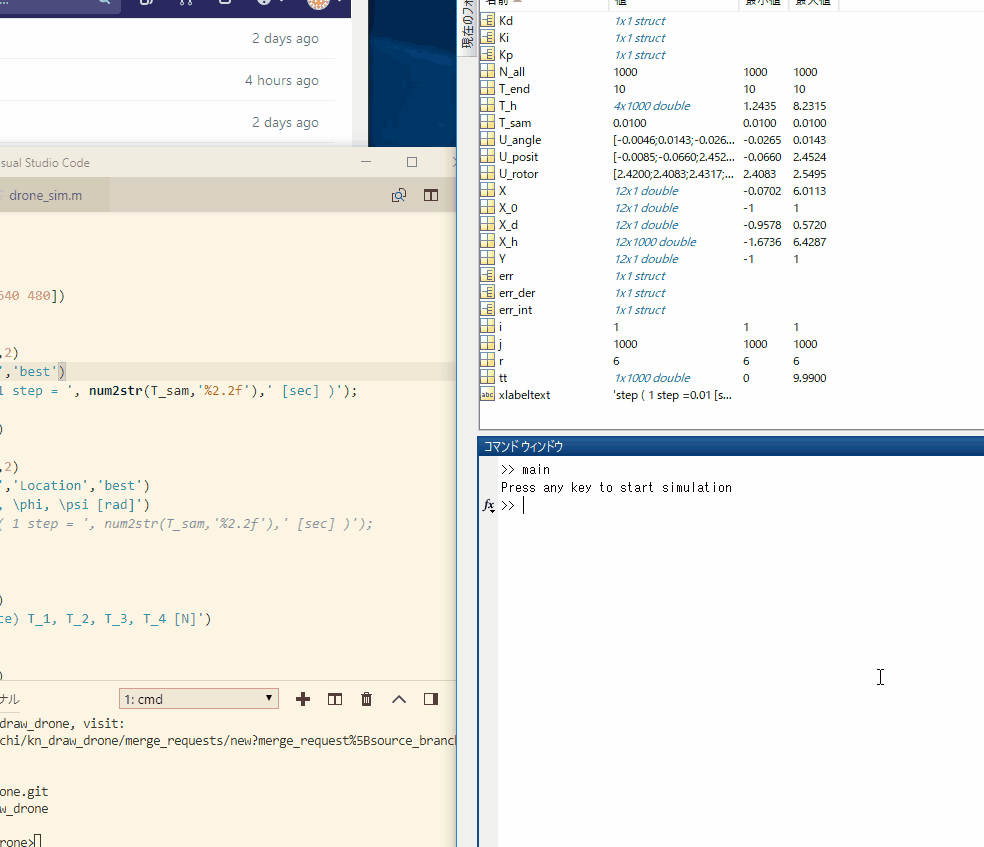 2 days ago
4 hours ago
2 days ago
sual Studio Code
drone_sim.m
640 480])
,2)
','best')
1 step = ', num2str(T_sam,'%2.2f'),' [sec] )');
)
,2)
','Location','best')
, \phi, \psi [rad]')
( 1 step = ', num2str(T_sam,'%2.2f'),' [sec] )');
)
ce) T_1, T_2, T_3, T_4 [N]')
)
ナル
1: cmd
draw_drone, visit:
chi/kn_draw_drone/merge_requests/new?merge_request%5Bsource_branc
one.git
w_drone
rone>
現在のフォ
名前 値 最小値 最大値
Kd 1x1 struct
Ki 1x1 struct
Kp 1x1 struct
N_all 1000 1000 1000
T_end 10 10 10
T_h 4x1000 double 1.2435 8.2315
T_sam 0.0100 0.0100 0.0100
U_angle [-0.0046;0.0143;-0.026... -0.0265 0.0143
U_posit [-0.0085;-0.0660;2.452... -0.0660 2.4524
U_rotor [2.4200;2.4083;2.4317;... 2.4083 2.5495
X 12x1 double -0.0702 6.0113
X_0 12x1 double -1 1
X_d 12x1 double -0.9578 0.5720
X_h 12x1000 double -1.6736 6.4287
Y 12x1 double -1 1
err 1x1 struct
err_der 1x1 struct
err_int 1x1 struct
i 1 1 1
j 1000 1000 1000
r 6 6 6
tt 1x1000 double 0 9.9900
abc xlabeltext 'step ( 1 step =0.01 [s...
コマンド ウィンドウ
>> main
Press any key to start simulation
fx >>